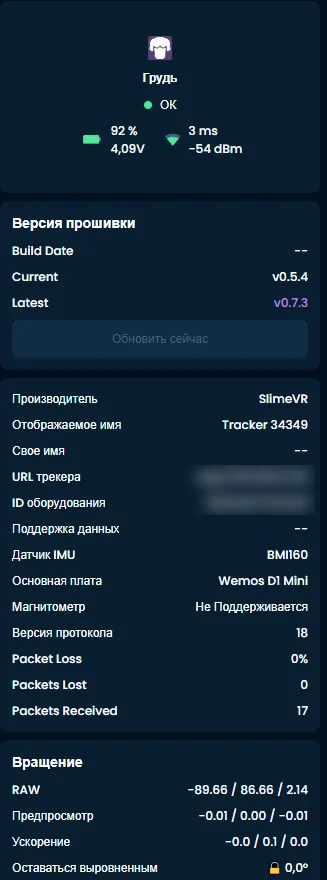 Грудь
OK
92 % 3 ms
4,09V -54 dBm
Версия прошивки
Build Date --
Current v0.5.4
Latest v0.7.3
Обновить сейчас
Производитель SlimeVR
Отображаемое имя Tracker 34349
Свое имя --
URL трекера
ID оборудования
Поддержка данных --
Датчик IMU BMI160
Основная плата Wemos D1 Mini
Магнитометр Не Поддерживается
Версия протокола 18
Packet Loss 0%
Packets Lost 0
Packets Received 17
Вращение
RAW -89.66 / 86.66 / 2.14
Предпросмотр -0.01 / 0.00 / -0.01
Ускорение -0.0 / 0.1 / 0.0
Оставаться выровненным 🔒 0,0°